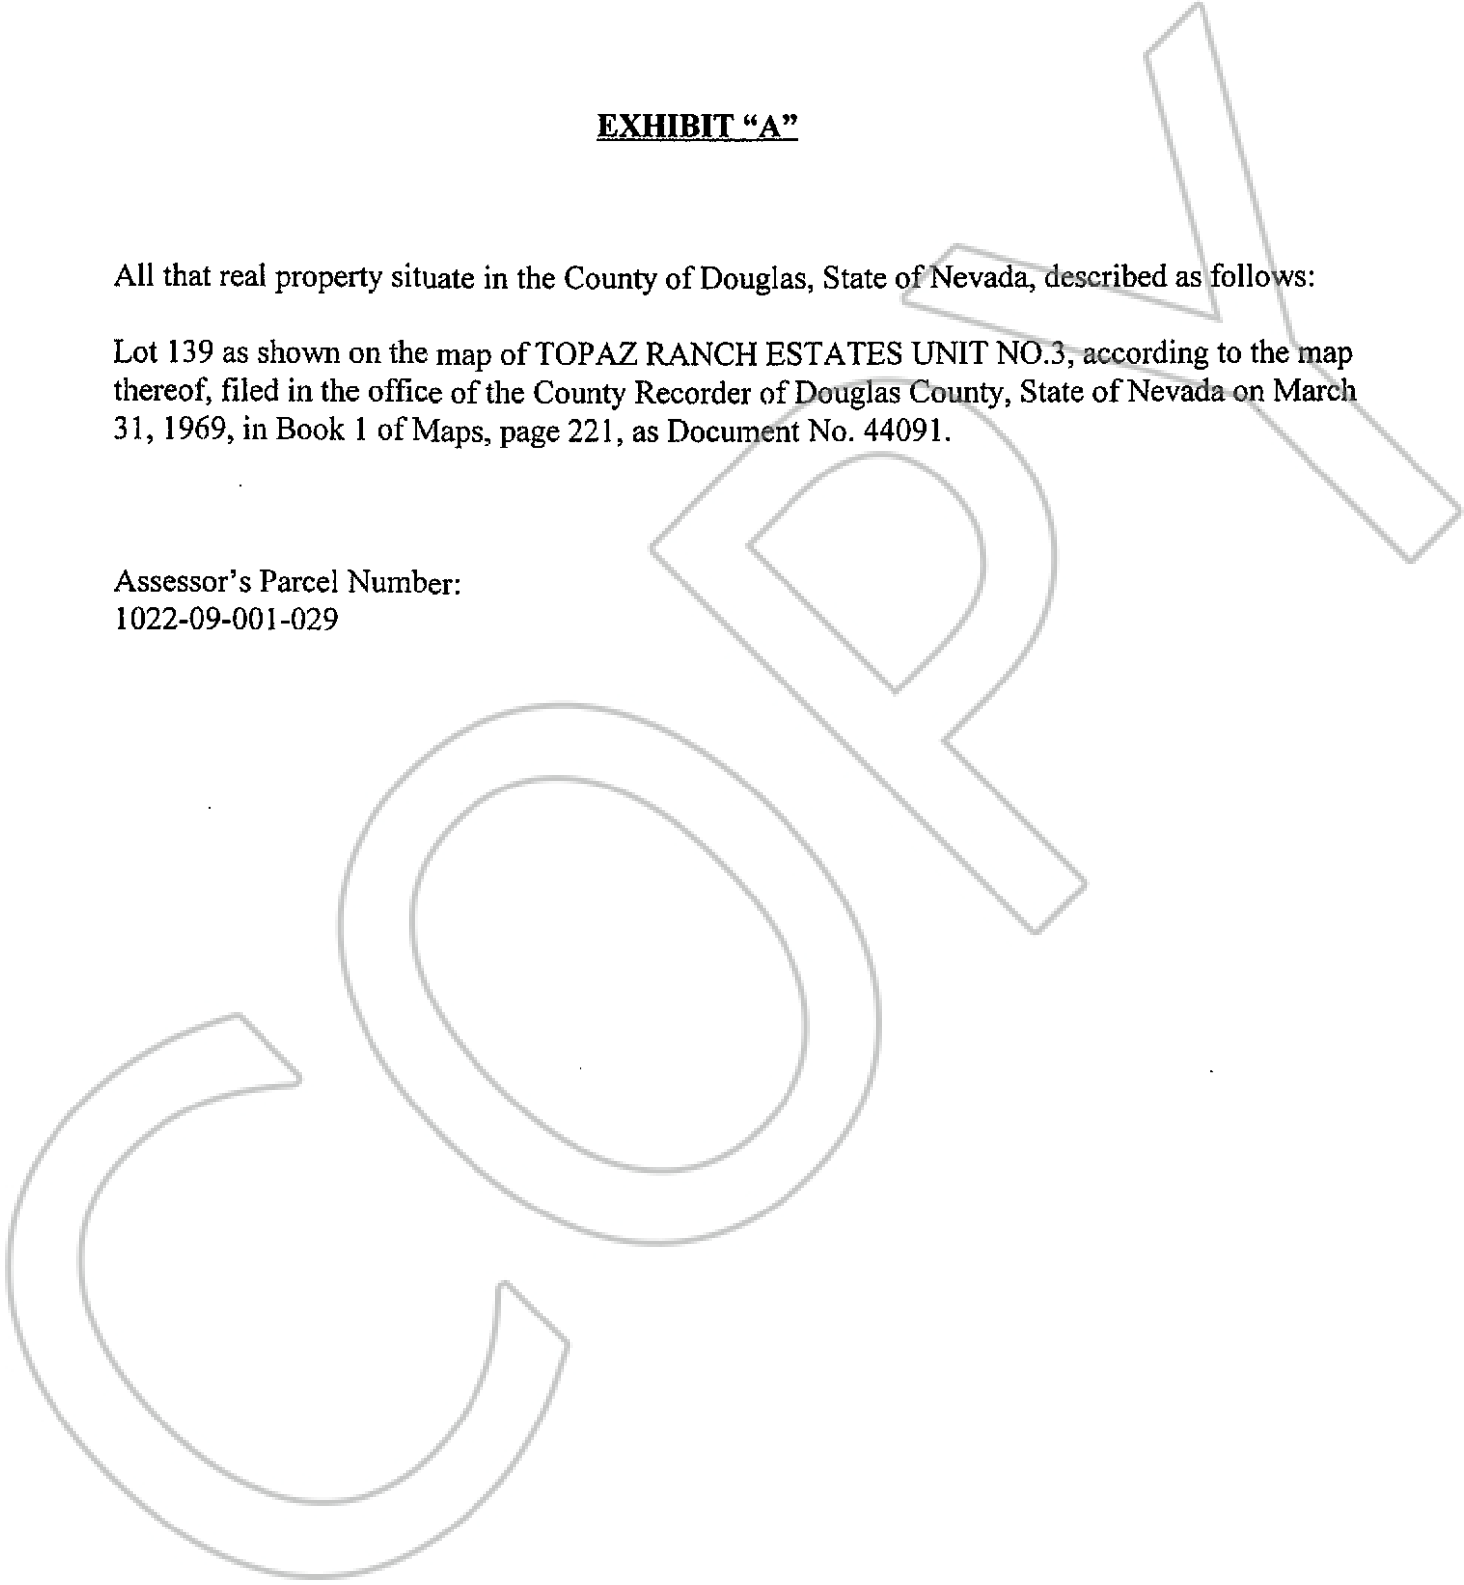 EXHIBIT “A”
All that real property situate in the County of Douglas, State of Nevada, described as follows:
Lot 139 as shown on the map of TOPAZ RANCH ESTATES UNIT NO.3, according to the map
thereof, filed in the office of the County Recorder of Douglas County, State of Nevada on March
31, 1969, in Book 1 of Maps, page 221, as Document No. 44091.
Assessor’s Parcel Number:
1022-09-001-029
COPY